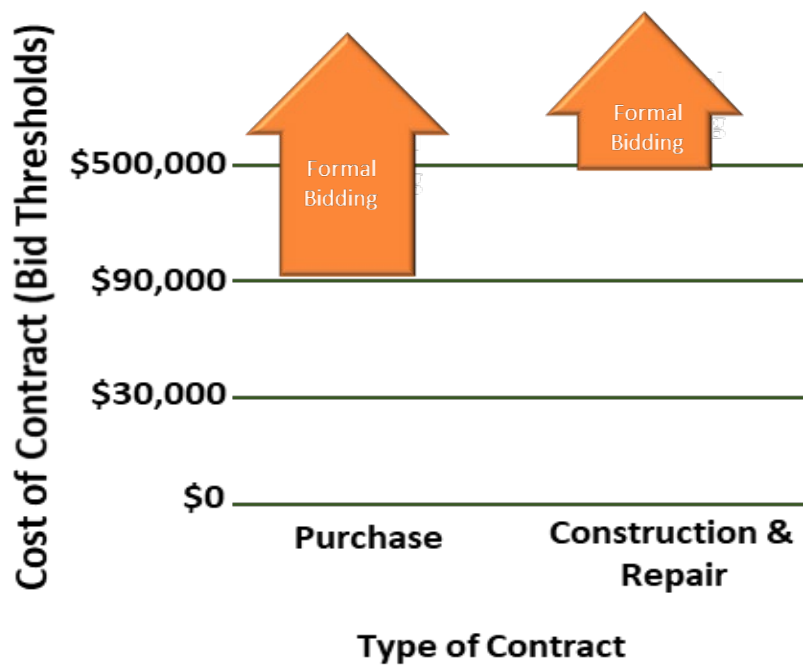 Cost of Contract (Bid Thresholds)
Formal
Bidding
Formal
Bidding
$500,000
$90,000
$30,000
$0
Purchase
Construction &
Repair
Type of Contract